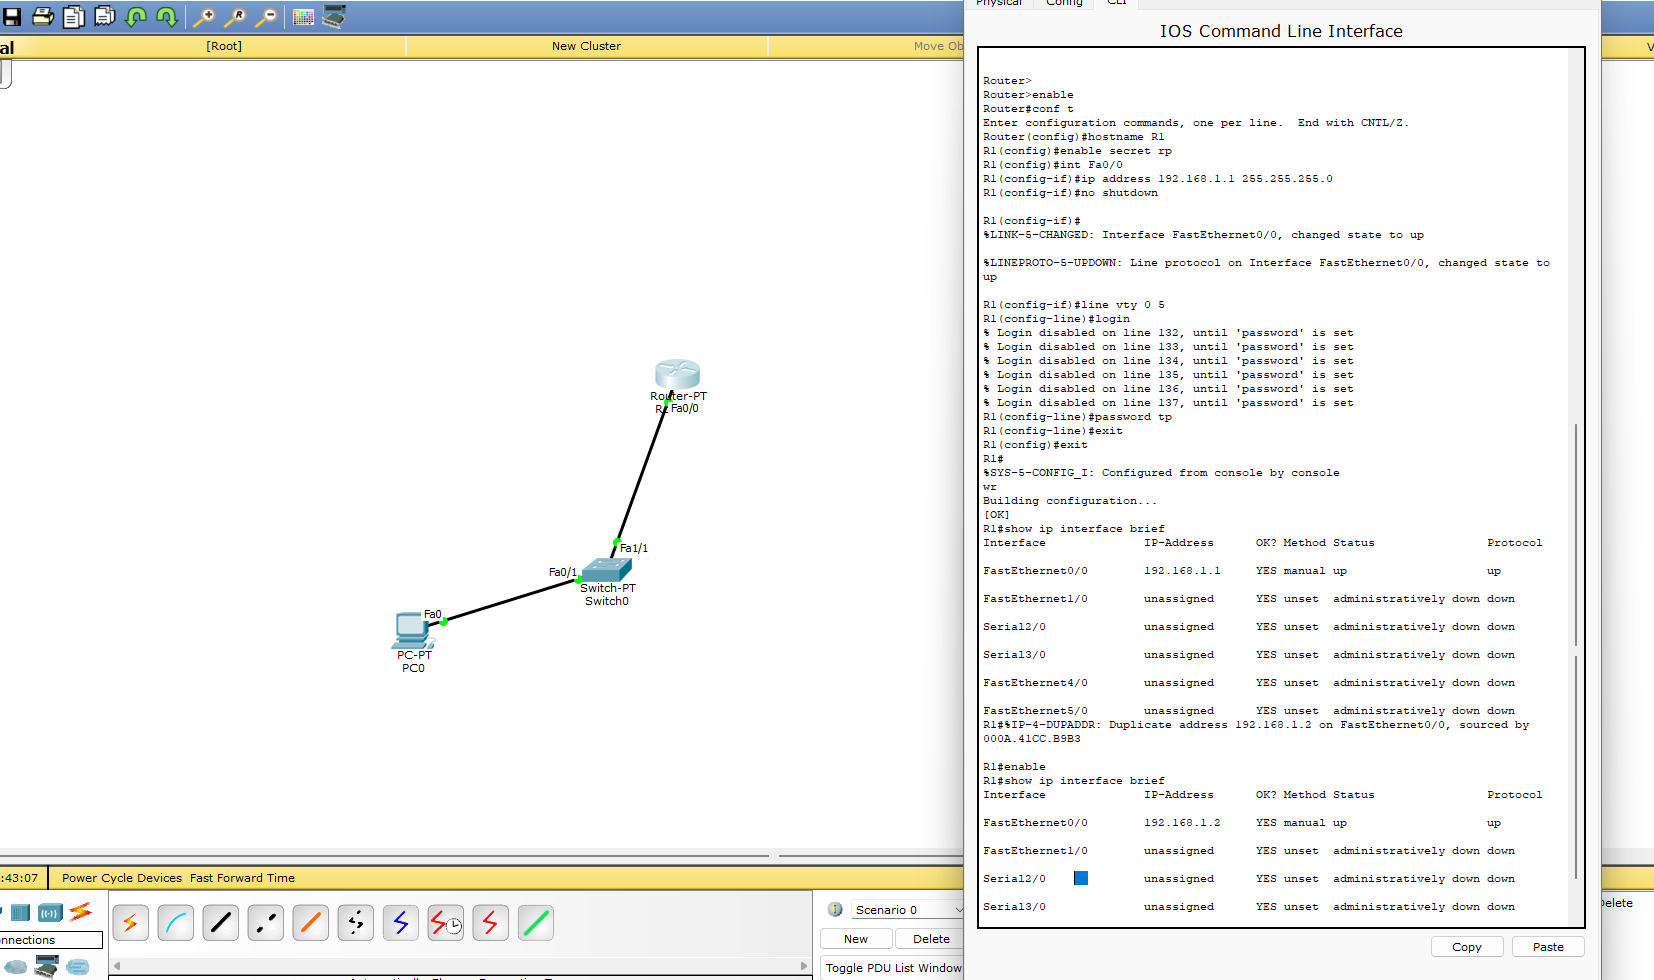 al
[Root]
New Cluster
Move Ob
Physical
Config
CLI
IOS Command Line Interface
Router>
Router>enable
Router#conf t
Enter configuration commands, one per line.  End with CNTL/Z.
Router(config)#hostname R1
R1(config)#enable secret rp
R1(config)#int Fa0/0
R1(config-if)#ip address 192.168.1.1 255.255.255.0
R1(config-if)#no shutdown
R1(config-if)#
%LINK-5-CHANGED: Interface FastEthernet0/0, changed state to up
%LINEPROTO-5-UPDOWN: Line protocol on Interface FastEthernet0/0, changed state to
up
R1(config-if)#line vty 0 5
R1(config-line)#login
% Login disabled on line 132, until 'password' is set
% Login disabled on line 133, until 'password' is set
% Login disabled on line 134, until 'password' is set
% Login disabled on line 135, until 'password' is set
% Login disabled on line 136, until 'password' is set
% Login disabled on line 137, until 'password' is set
R1(config-line)#password tp
R1(config-line)#exit
R1(config)#exit
R1#
%SYS-5-CONFIG_I: Configured from console by console
wr
Building configuration...
[OK]
R1#show ip interface brief
Interface IP-Address OK? Method Status Protocol
FastEthernet0/0 192.168.1.1 YES manual up up
FastEthernet1/0 unassigned YES unset administratively down down
Serial2/0 unassigned YES unset administratively down down
Serial3/0 unassigned YES unset administratively down down
FastEthernet4/0 unassigned YES unset administratively down down
FastEthernet5/0 unassigned YES unset administratively down down
R1#%IP-4-DUPADDR: Duplicate address 192.168.1.2 on FastEthernet0/0, sourced by
000A.41CC.B9B3
R1#enable
R1#show ip interface brief
Interface IP-Address OK? Method Status Protocol
FastEthernet0/0 192.168.1.2 YES manual up up
FastEthernet1/0 unassigned YES unset administratively down down
Serial2/0 unassigned YES unset administratively down down
Serial3/0 unassigned YES unset administratively down down
Copy
Paste
Router-PT
Fa0/0
Fa1/1
Fa0/1
Switch-PT
Switch0
Fa0
PC-PT
PC0
:43:07
Power Cycle Devices  Fast Forward Time
nnections
Scenario 0
New
Delete
Toggle PDU List Window
elete